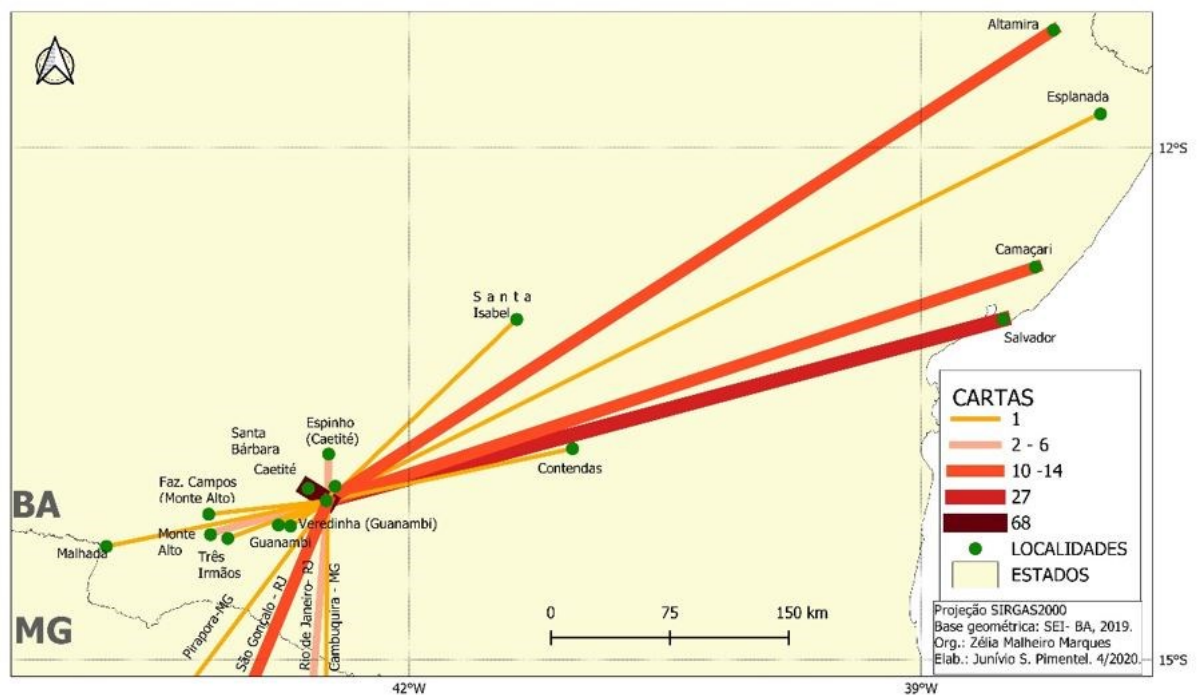 Altamira
Esplanada
12°S
Camaçari
Santa
Isabel
Salvador
CARTAS
1
2 - 6
10 -14
27
68
LOCALIDADES
ESTADOS
Espinho
(Caetité)
Santa
Bárbara
Caetité
Contendas
Faz. Campos
(Monte Alto)
BA
Veredinha (Guanambi)
Monte
Alto
Guanambi
Malhada
Três
Irmãos
Pirapora-MG
São Gonçalo - RJ
Rio de Janeiro- RJ
Cambuquira - MG
MG
0 75 150 km
Projeção SIRGAS2000
Base geométrica: SEI- BA, 2019.
Org.: Zélia Malheiro Marques
Elab.: Junívio S. Pimentel. 4/2020.
15°S
42°W
39°W